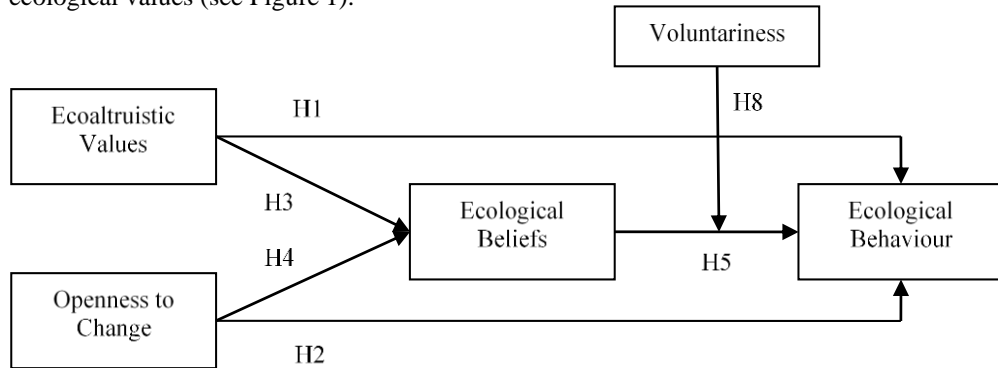 ecological values (see Figure 1).
Voluntariness
H8
Ecoaltruistic
Values
H1
H3
Ecological
Beliefs
Ecological
Behaviour
H4
H5
Openness to
Change
H2